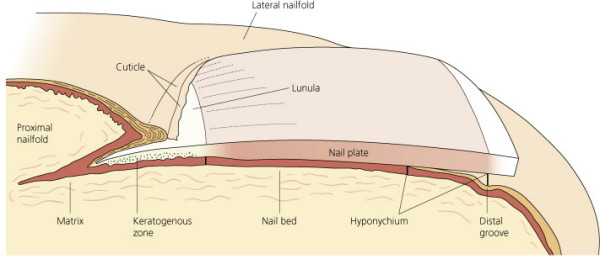 Lateral nailfold
Cuticle
Lunula
Proximal
nailfold
Nail plate
Matrix
Keratogenous
zone
Nail bed
Hyponychium
Distal
groove